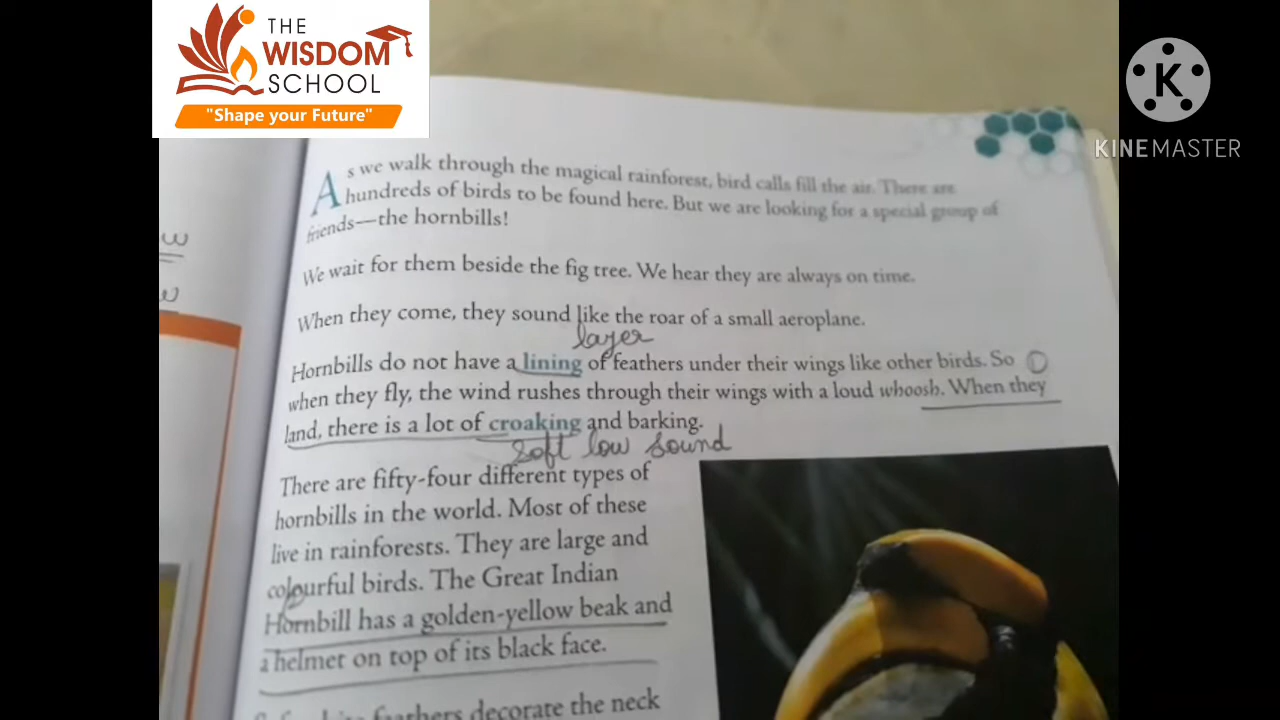 THE
WISDOM
SCHOOL
"Shape your Future"
K
KINEMASTER
As we walk through the magical rainforest, bird calls fill the air. There are
hundreds of birds to be found here. But we are looking for a special group of
friends—the hornbills!
We wait for them beside the fig tree. We hear they are always on time.
When they come, they sound like the roar of a small aeroplane.
layer
Hornbills do not have a lining of feathers under their wings like other birds. So
when they fly, the wind rushes through their wings with a loud whoosh. When they
land, there is a lot of croaking and barking.
soft low sound
There are fifty-four different types of
hornbills in the world. Most of these
live in rainforests. They are large and
colourful birds. The Great Indian
Hornbill has a golden-yellow beak and
a helmet on top of its black face.
feathers decorate the neck